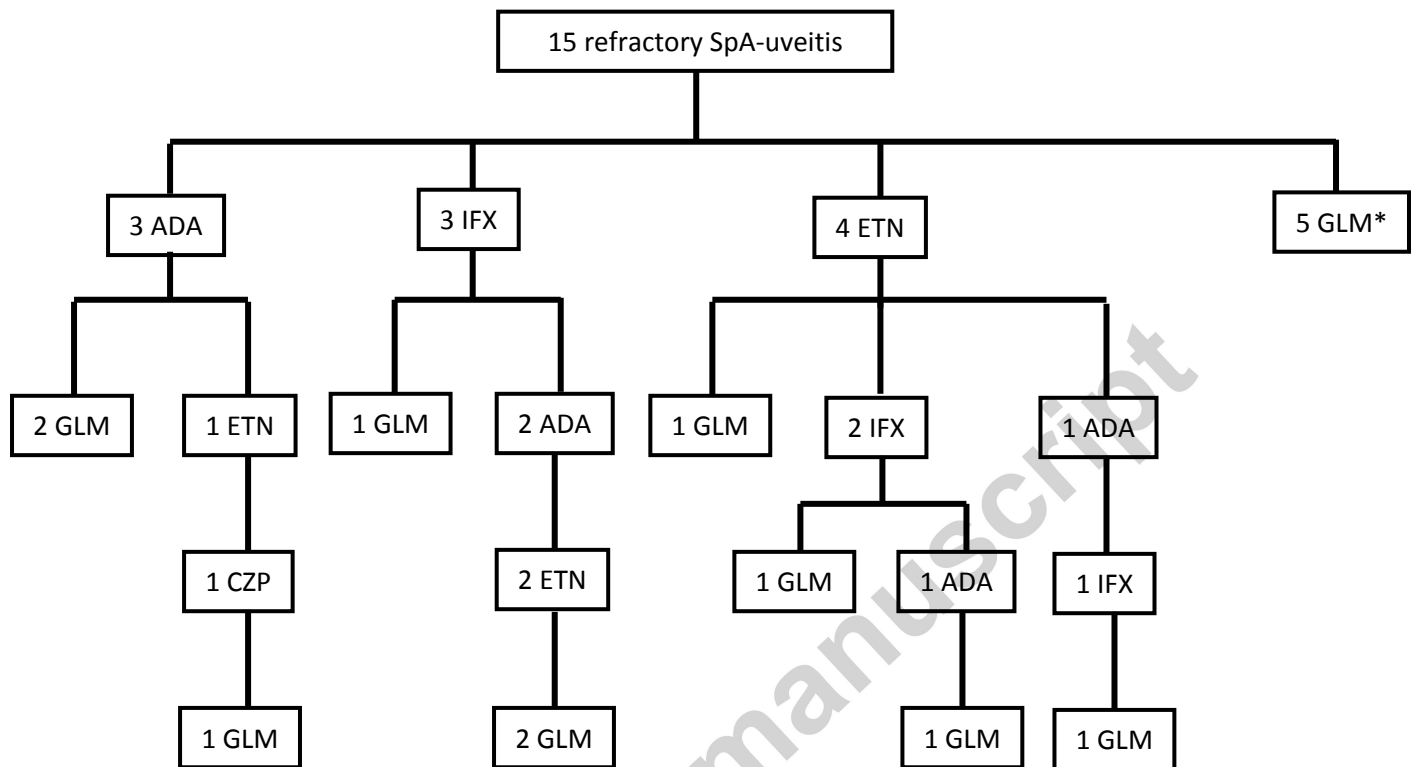 15 refractory SpA-uveitis
3 ADA
3 IFX
4 ETN
5 GLM*
2 GLM
1 ETN
1 GLM
2 ADA
1 GLM
2 IFX
1 ADA
1 CZP
2 ETN
1 GLM
1 ADA
1 IFX
1 GLM
2 GLM
1 GLM
1 GLM
manuscript